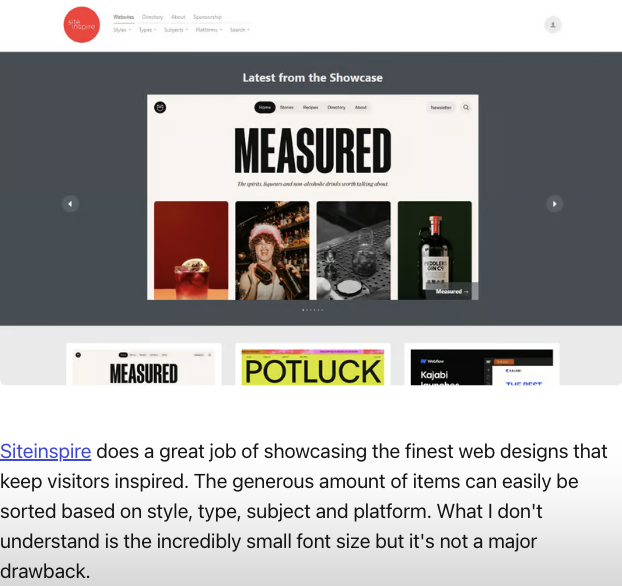 site
inspire
Websites Directory About Sponsorship
Styles Types Subjects Platforms Search
Latest from the Showcase
Home Stories Recipes Directory About Newsletter
MEASURED
The spirits, liqueurs and non-alcoholic drinks worth talking about.
PEDDLERS
GIN CO
Measured →
MEASURED
POTLUCK
Webflow
Kajabi
launches
THE BEST
Siteinspire does a great job of showcasing the finest web designs that
keep visitors inspired. The generous amount of items can easily be
sorted based on style, type, subject and platform. What I don't
understand is the incredibly small font size but it's not a major
drawback.